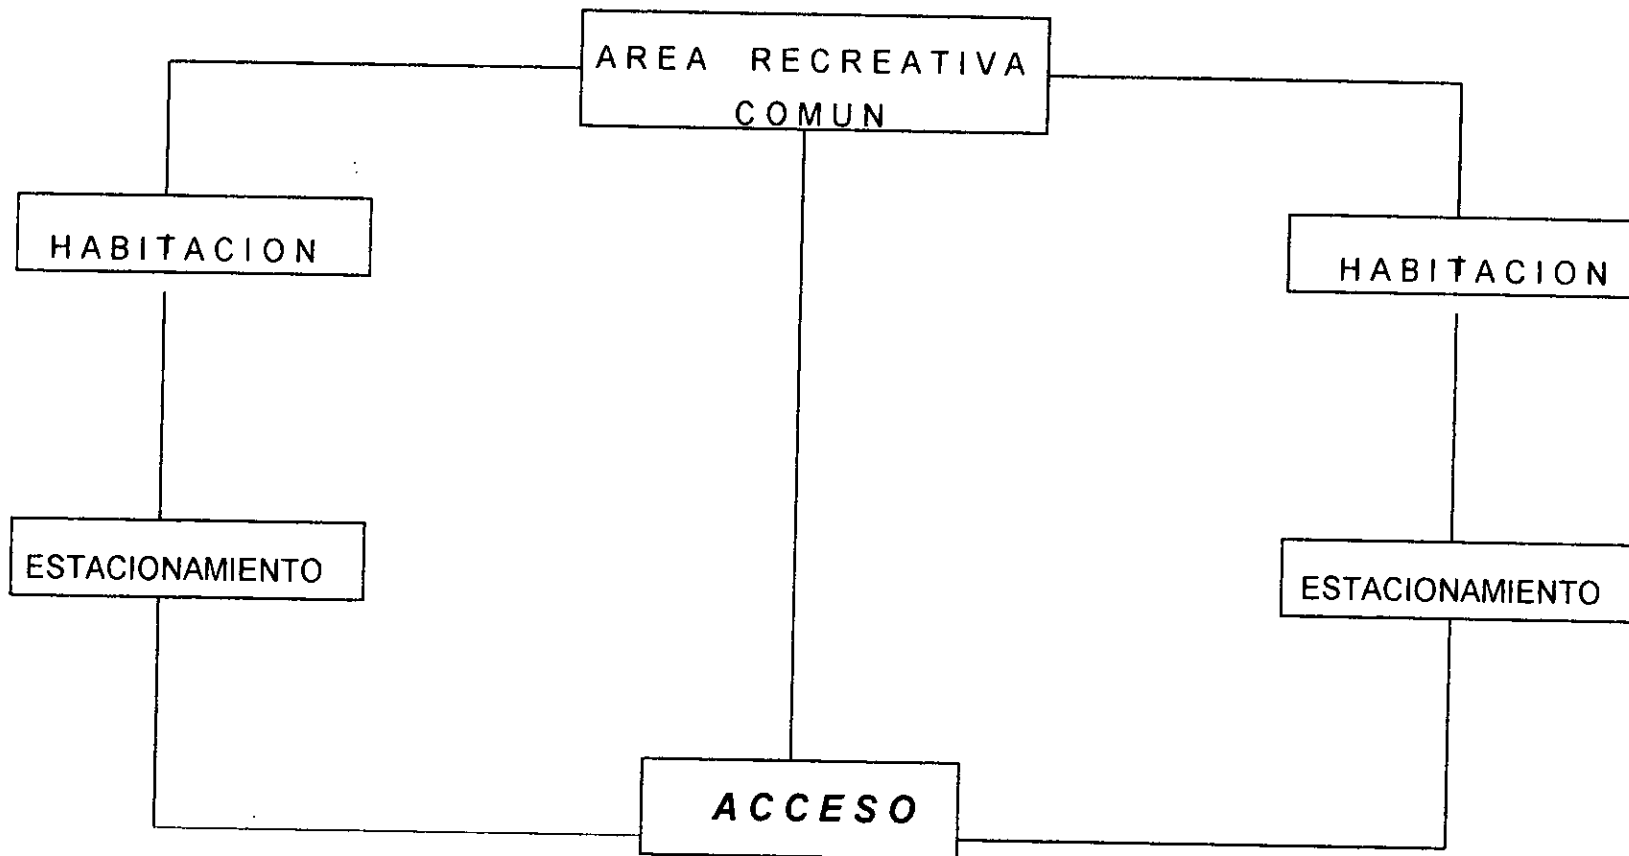 AREA RECREATIVA
COMUN
HABITACION
HABITACION
ESTACIONAMIENTO
ESTACIONAMIENTO
ACCESO